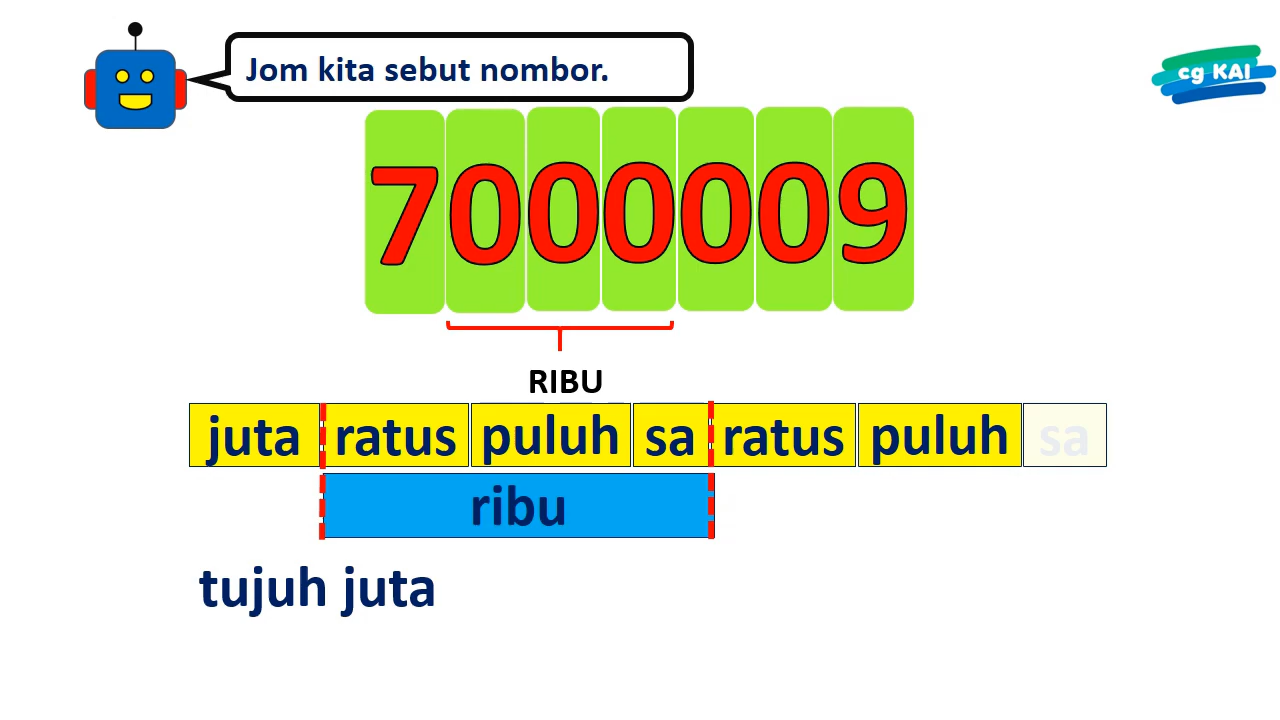 Jom kita sebut nombor.
cg KAI
7000009
RIBU
juta ratus puluh sa ratus puluh sa
ribu
tujuh juta